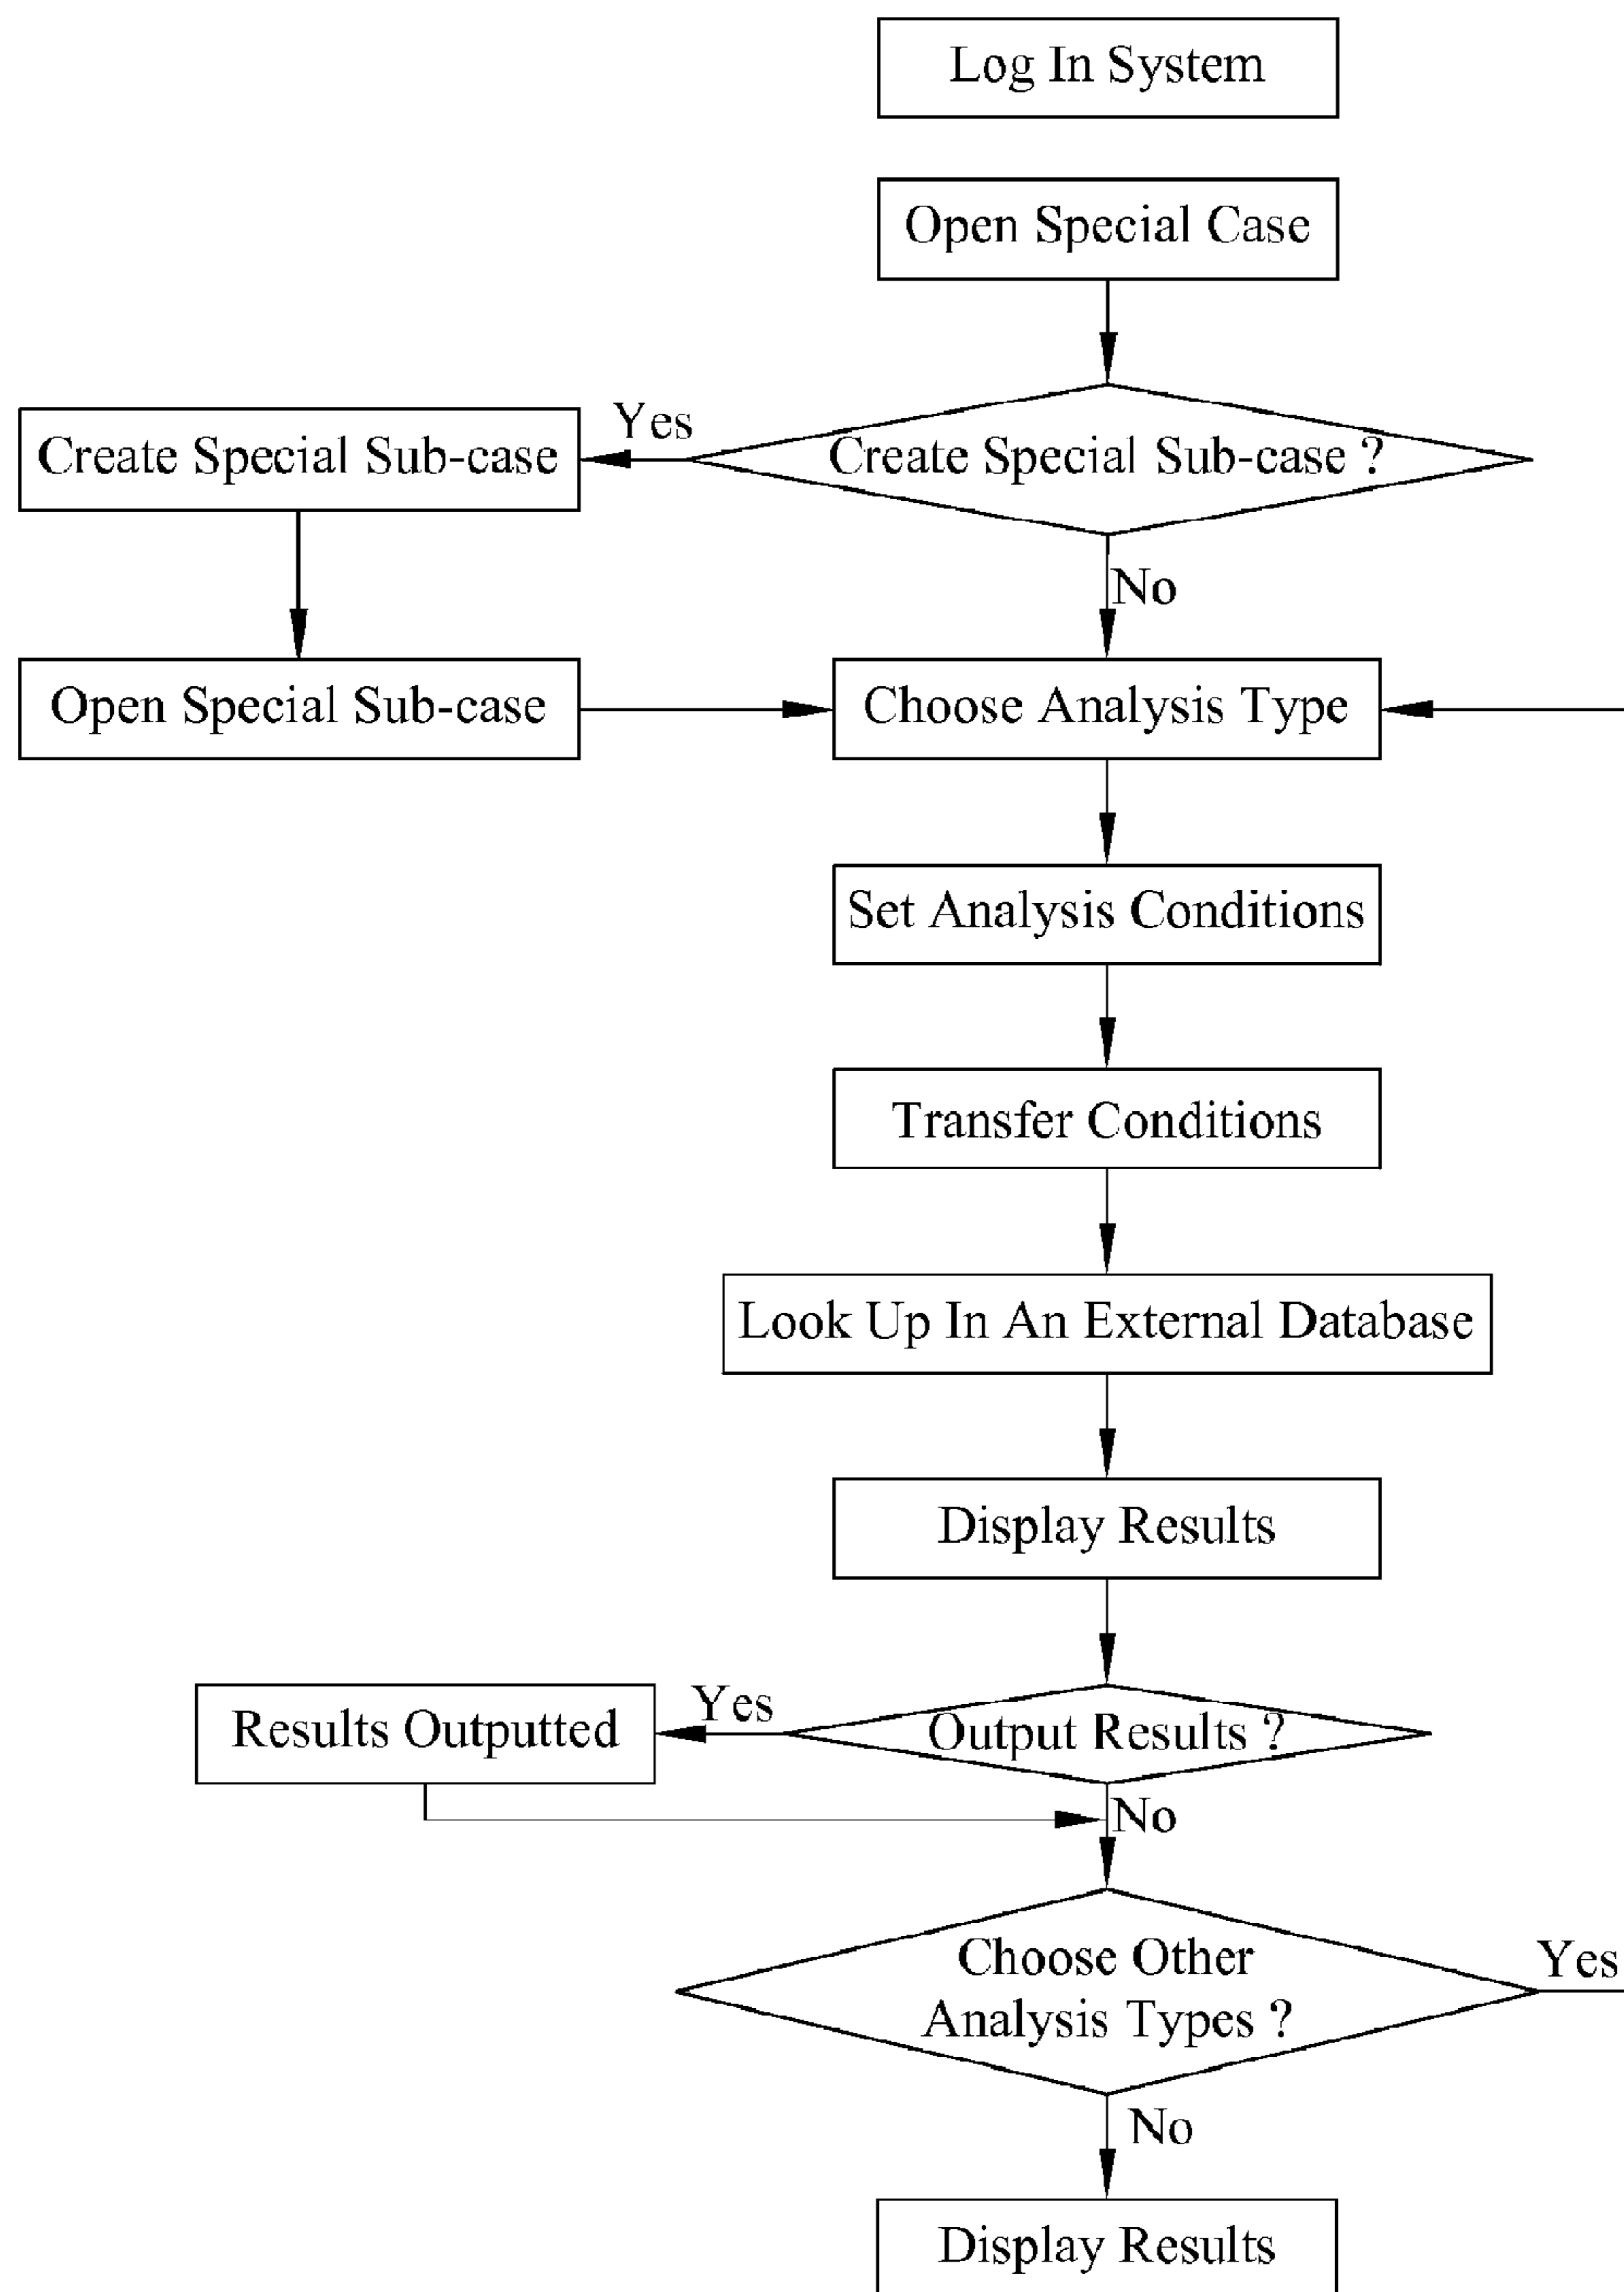 Log In System
Open Special Case
Yes
Create Special Sub-case
Create Special Sub-case ?
No
Open Special Sub-case
Choose Analysis Type
Set Analysis Conditions
Transfer Conditions
Look Up In An External Database
Display Results
Yes
Results Outputted
Output Results ?
No
Choose Other
Analysis Types ?
Yes
No
Display Results